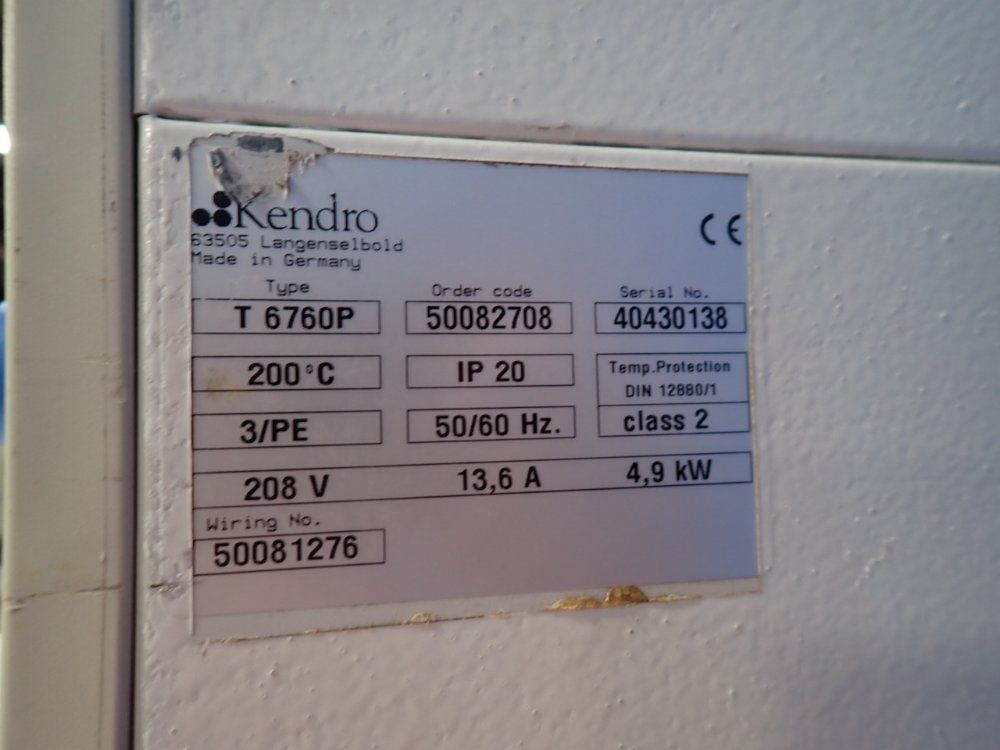 Kendro
CE
63505 Langenselbold
Made in Germany
Type Order code Serial No.
T 6760P 50082708 40430138
200°C IP 20 Temp.Protection
DIN 12880/1
3/PE 50/60 Hz. class 2
208 V 13,6 A 4,9 kW
Wiring No.
50081276